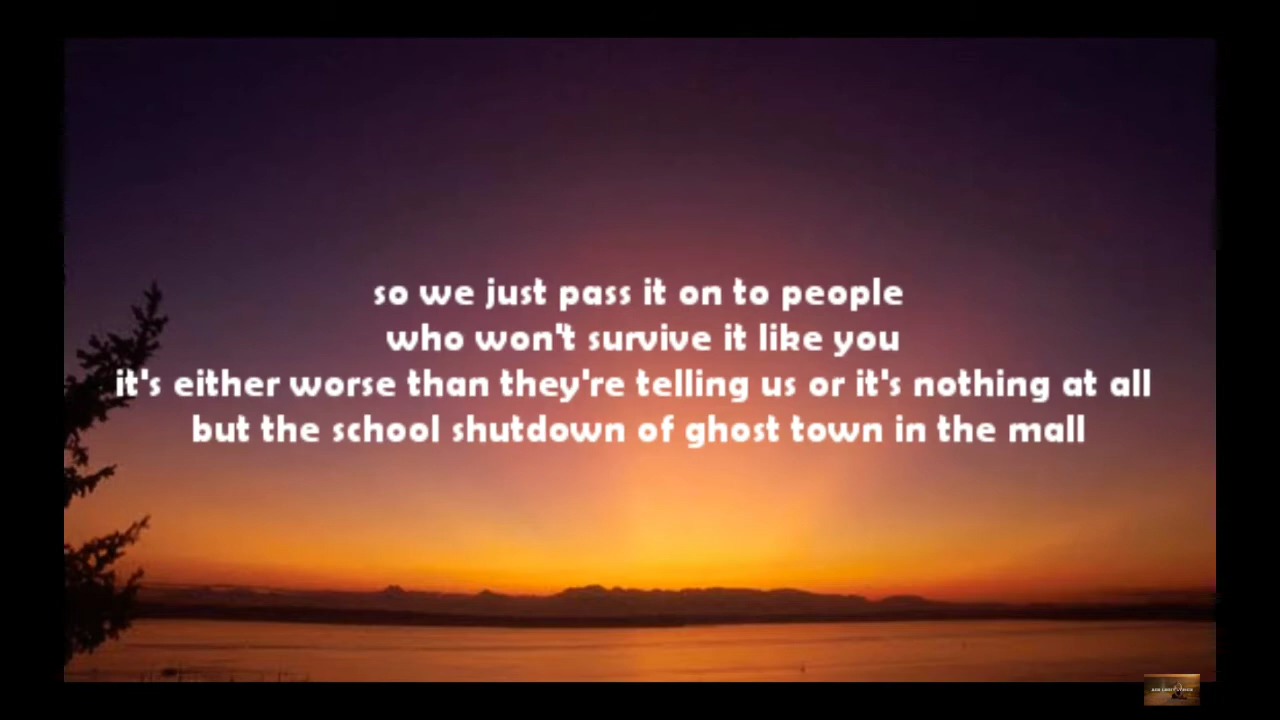 so we just pass it on to people
who won't survive it like you
it's either worse than they're telling us or it's nothing at all
but the school shutdown of ghost town in the mall